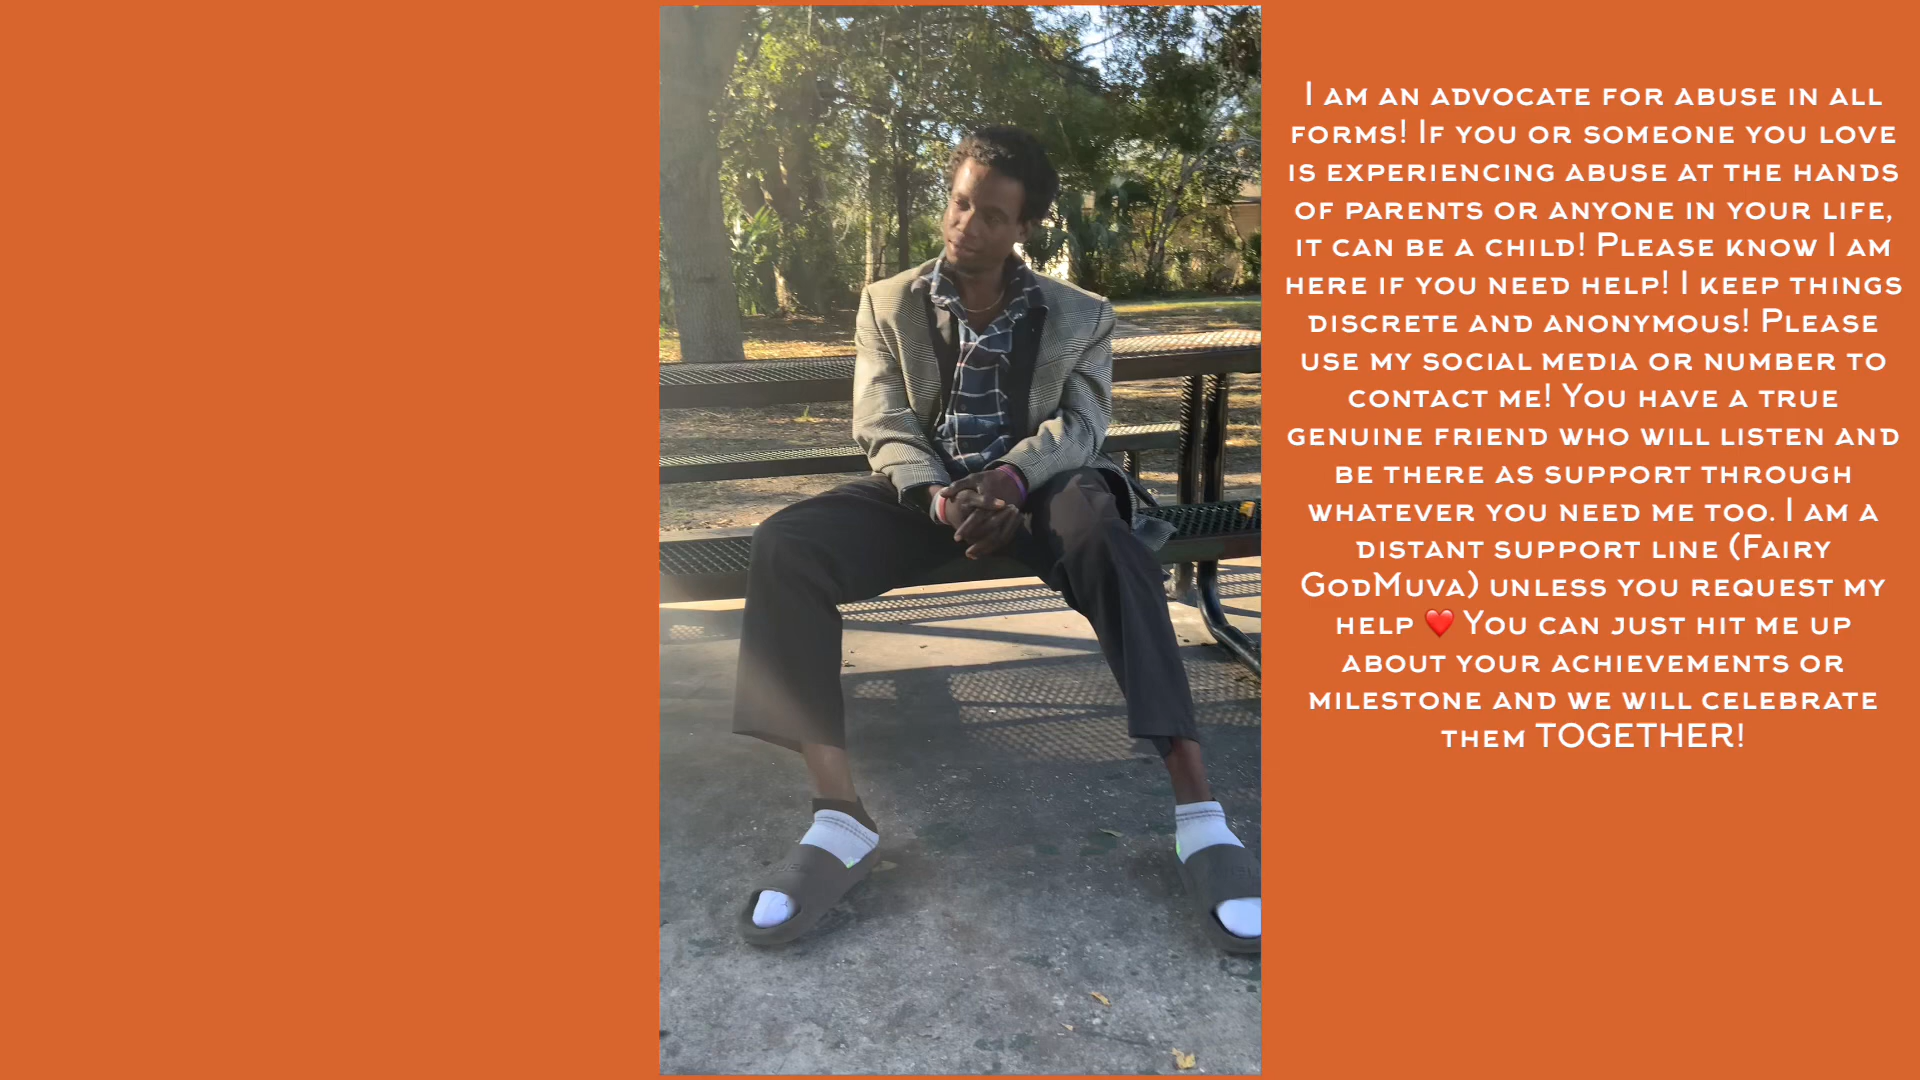 I am an advocate for abuse in all
forms! If you or someone you love
is experiencing abuse at the hands
of parents or anyone in your life,
it can be a child! Please know I am
here if you need help! I keep things
discrete and anonymous! Please
use my social media or number to
contact me! You have a true
genuine friend who will listen and
be there as support through
whatever you need me too. I am a
distant support line (Fairy
GodMuva) unless you request my
help ❤️ You can just hit me up
about your achievements or
milestone and we will celebrate
them TOGETHER!